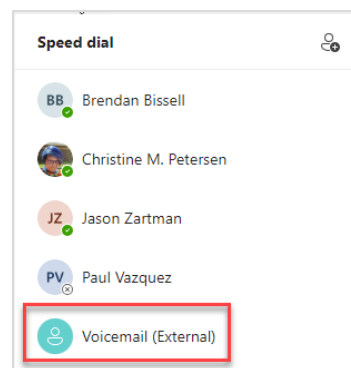 Speed dial
BB Brendan Bissell
Christine M. Petersen
JZ Jason Zartman
PV Paul Vazquez
Voicemail (External)